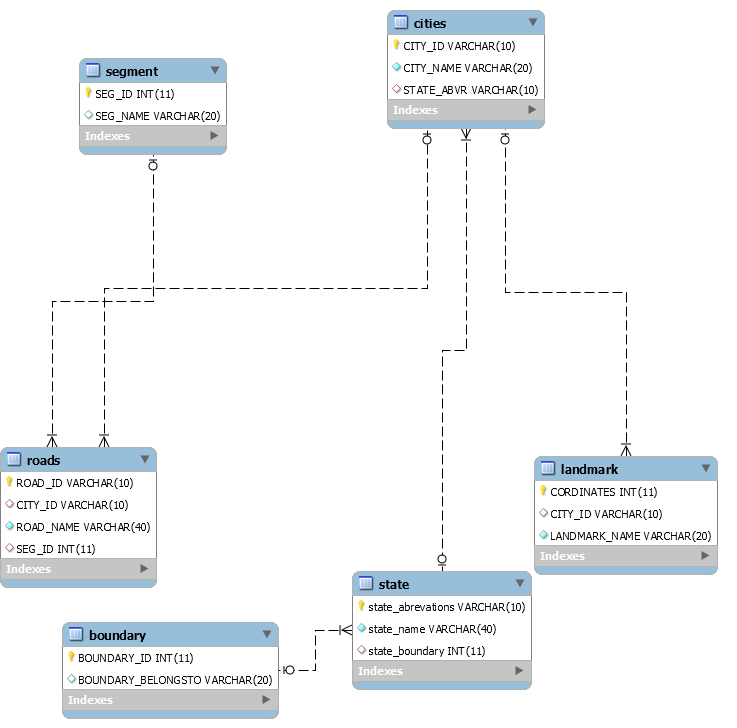 cities
CITY_ID VARCHAR(10)
CITY_NAME VARCHAR(20)
STATE_ABVR VARCHAR(10)
Indexes
segment
SEG_ID INT(11)
SEG_NAME VARCHAR(20)
Indexes
roads
ROAD_ID VARCHAR(10)
CITY_ID VARCHAR(10)
ROAD_NAME VARCHAR(40)
SEG_ID INT(11)
Indexes
landmark
CORDINATES INT(11)
CITY_ID VARCHAR(10)
LANDMARK_NAME VARCHAR(20)
Indexes
state
state_abrevations VARCHAR(10)
state_name VARCHAR(40)
state_boundary INT(11)
Indexes
boundary
BOUNDARY_ID INT(11)
BOUNDARY_BELONGSTO VARCHAR(20)
Indexes